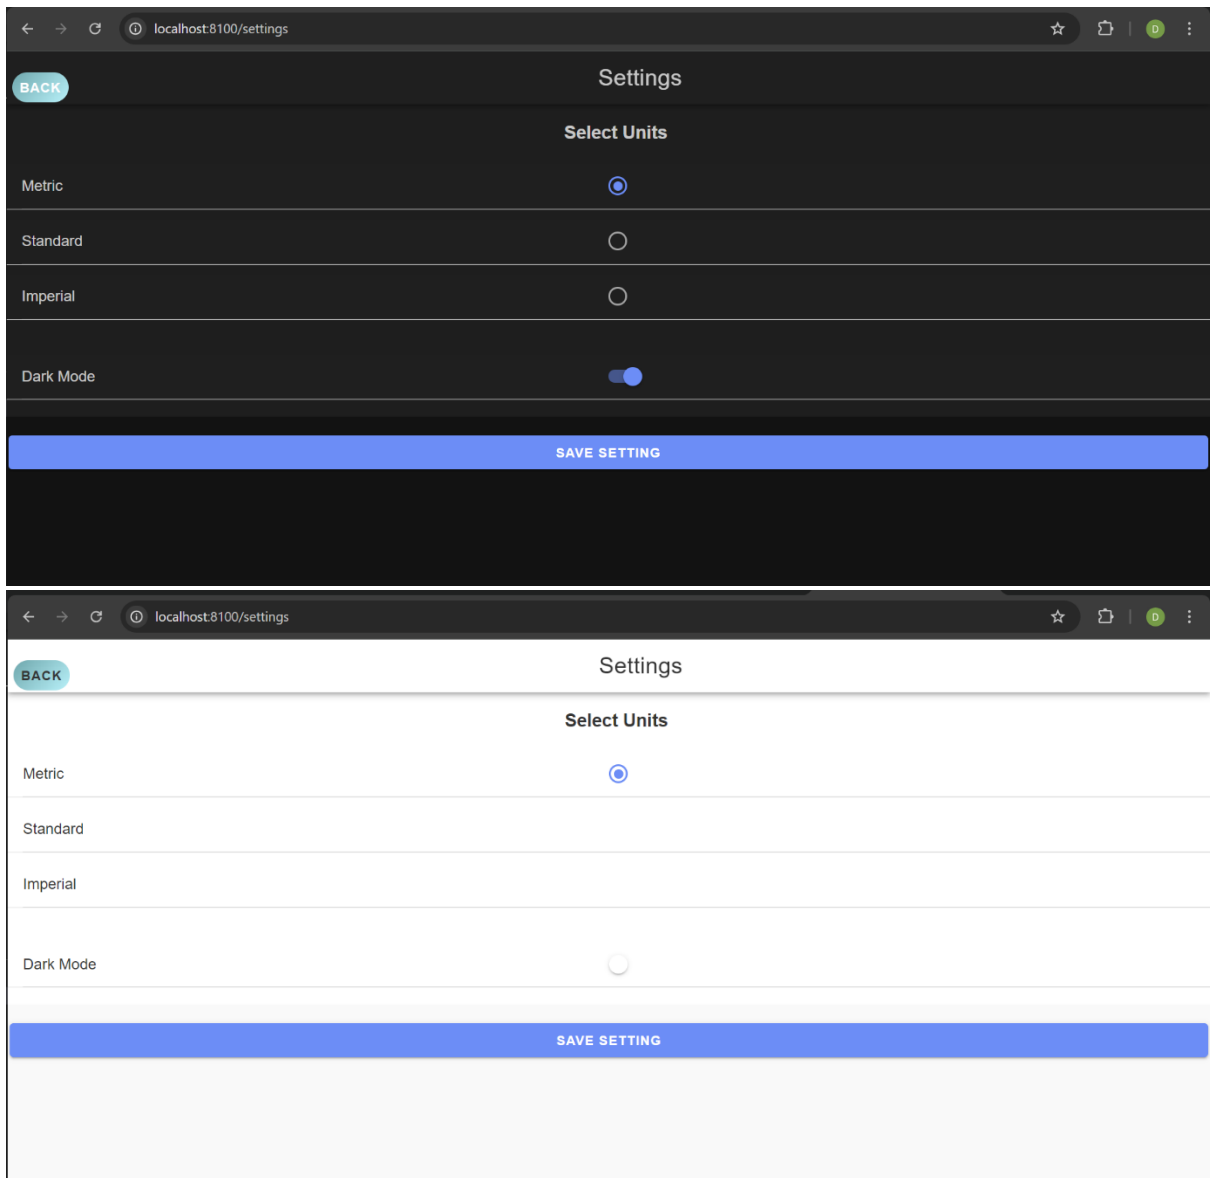 localhost:8100/settings
D
BACK
Settings
Select Units
Metric
Standard
Imperial
Dark Mode
SAVE SETTING
localhost:8100/settings
D
BACK
Settings
Select Units
Metric
Standard
Imperial
Dark Mode
SAVE SETTING